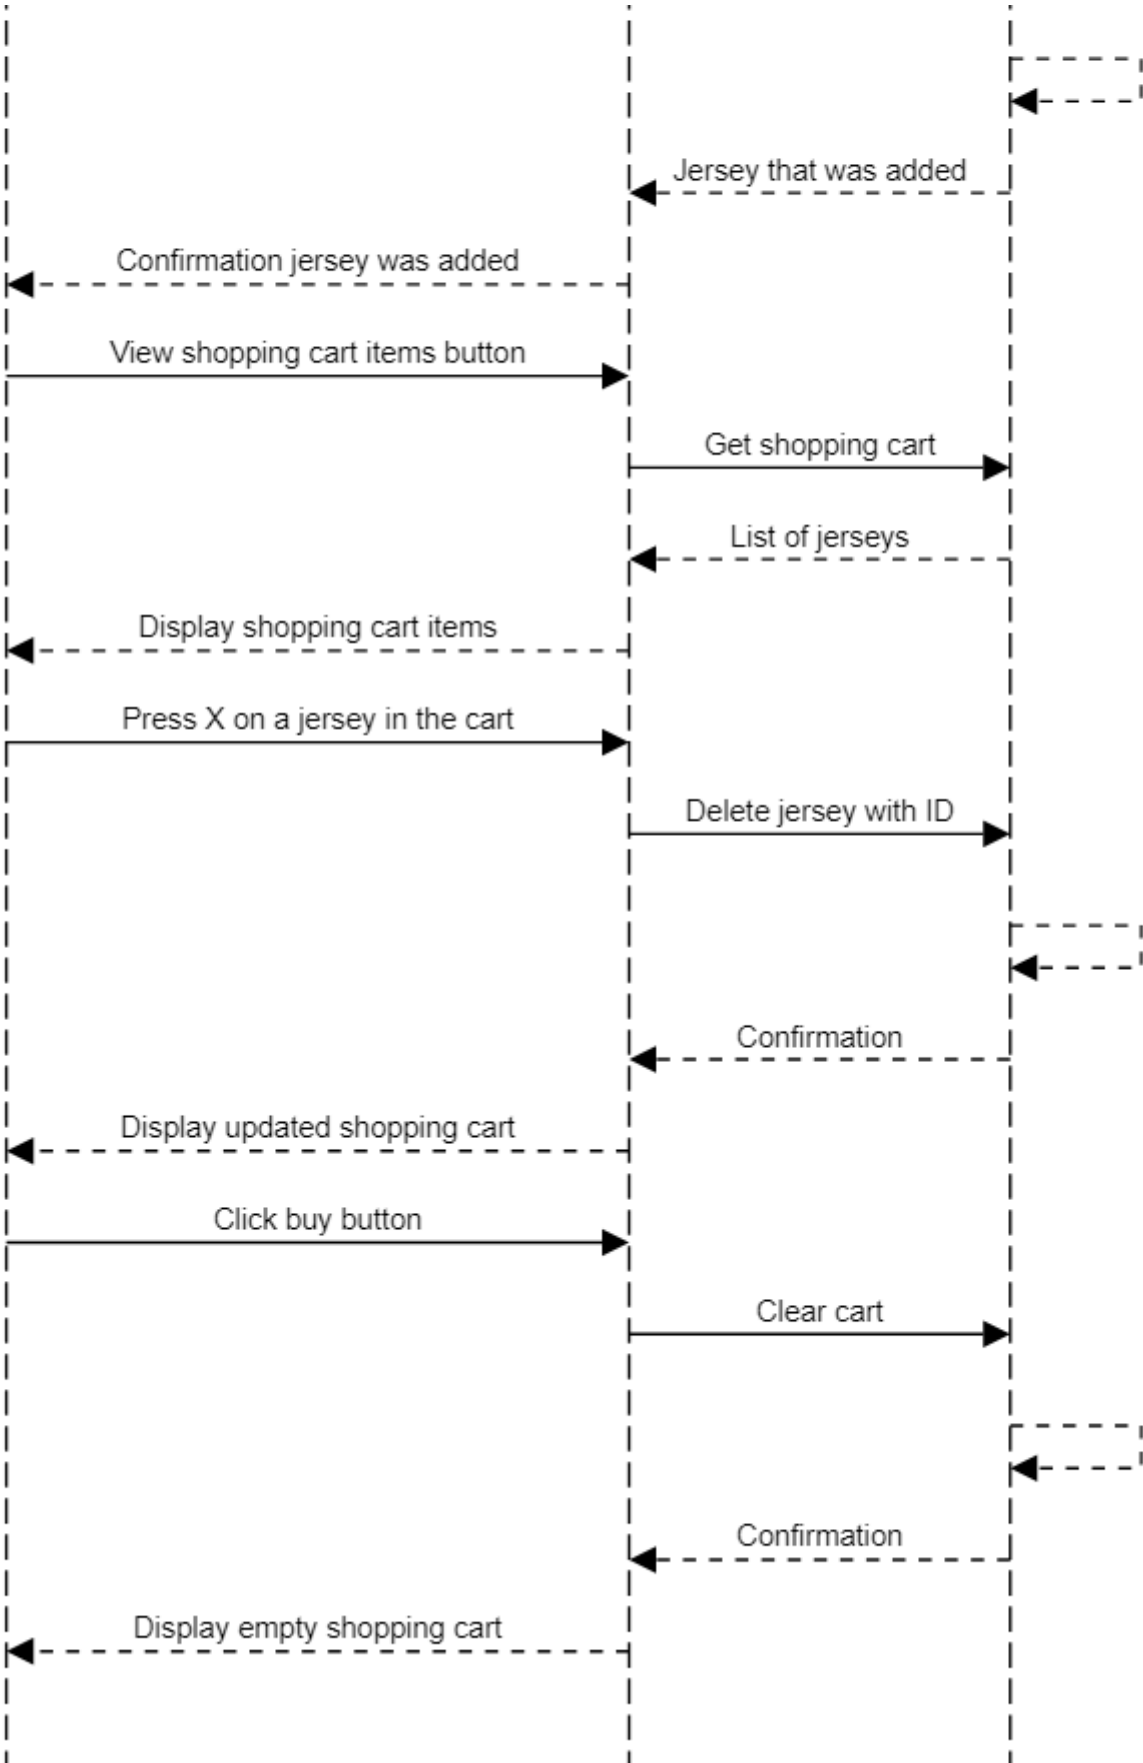 Jersey that was added
Confirmation jersey was added
View shopping cart items button
Get shopping cart
List of jerseys
Display shopping cart items
Press X on a jersey in the cart
Delete jersey with ID
Confirmation
Display updated shopping cart
Click buy button
Clear cart
Confirmation
Display empty shopping cart